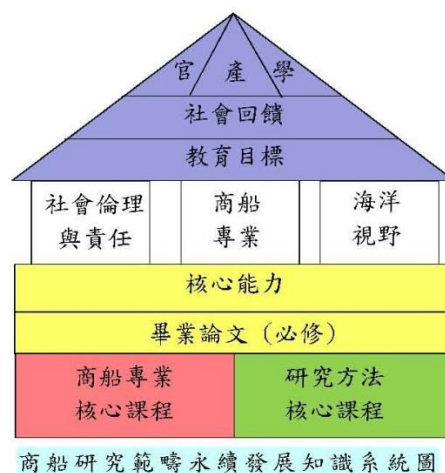 官 產 學
社會回饋
教育目標
社會倫理
與責任
商船
專業
海洋
視野
核心能力
畢業論文（必修）
商船專業
核心課程
研究方法
核心課程
商船研究範疇永續發展知識系統圖